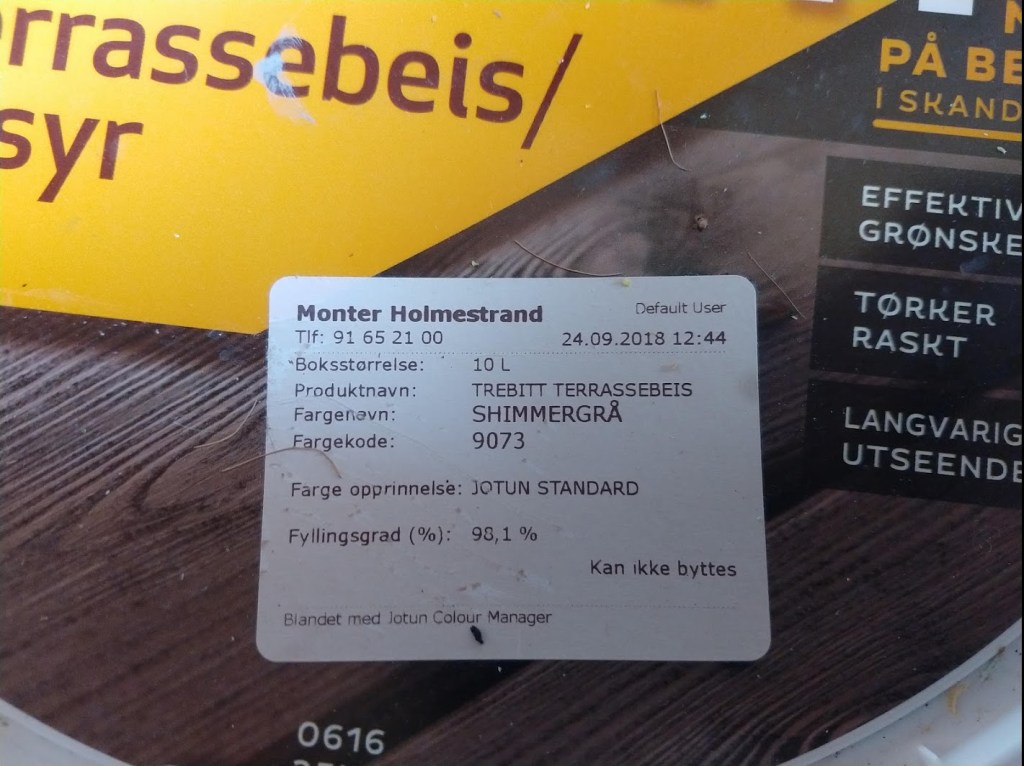 rrassebeis/
syr
PÅ BE
I SKAND
EFFEKTIV
GRØNSKE
TØRKER
RASKT
LANGVARIG
UTSEENDE
Monter Holmestrand Default User
Tlf: 91 65 21 00 24.09.2018 12:44
Boksstørrelse: 10 L
Produktnavn: TREBITT TERRASSEBEIS
Fargenavn: SHIMMERGRÅ
Fargekode: 9073
Farge opprinnelse: JOTUN STANDARD
Fyllingsgrad (%): 98,1 %
Kan ikke byttes
Blandet med Jotun Colour Manager
0616